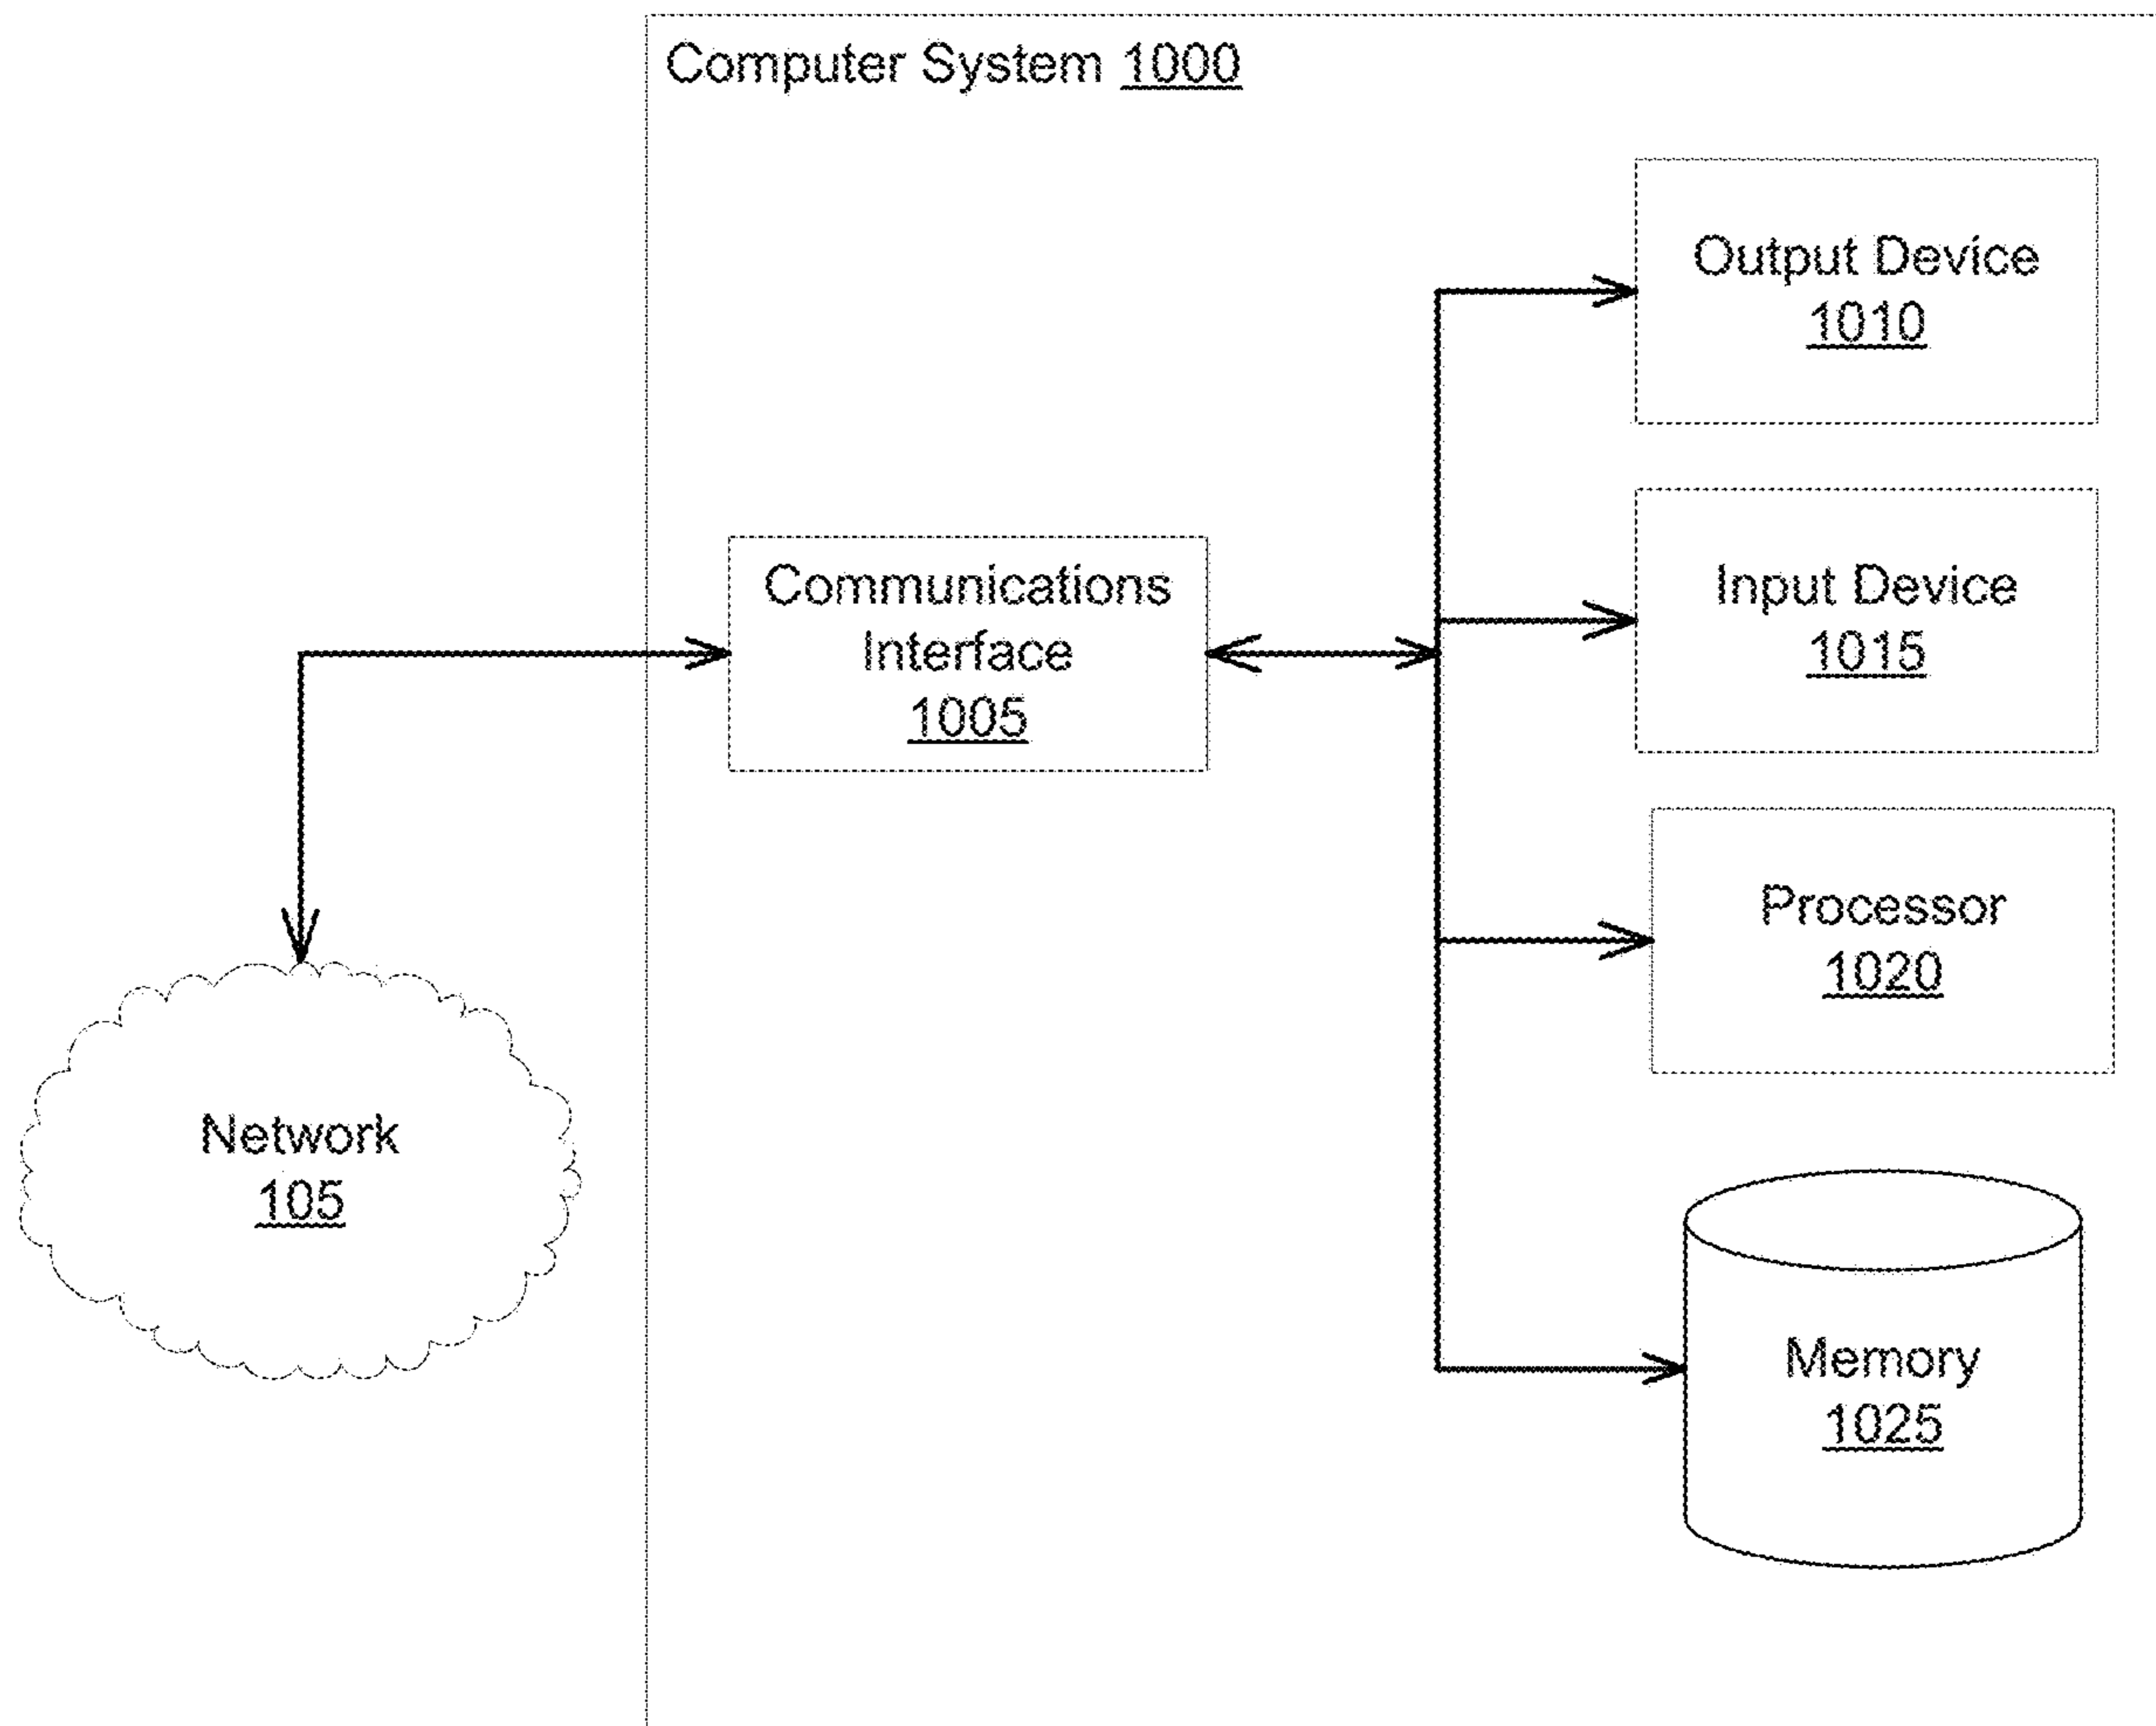 Computer System 1000
Output Device
1010
Communications
Interface
1005
Input Device
1015
Processor
1020
Network
105
Memory
1025